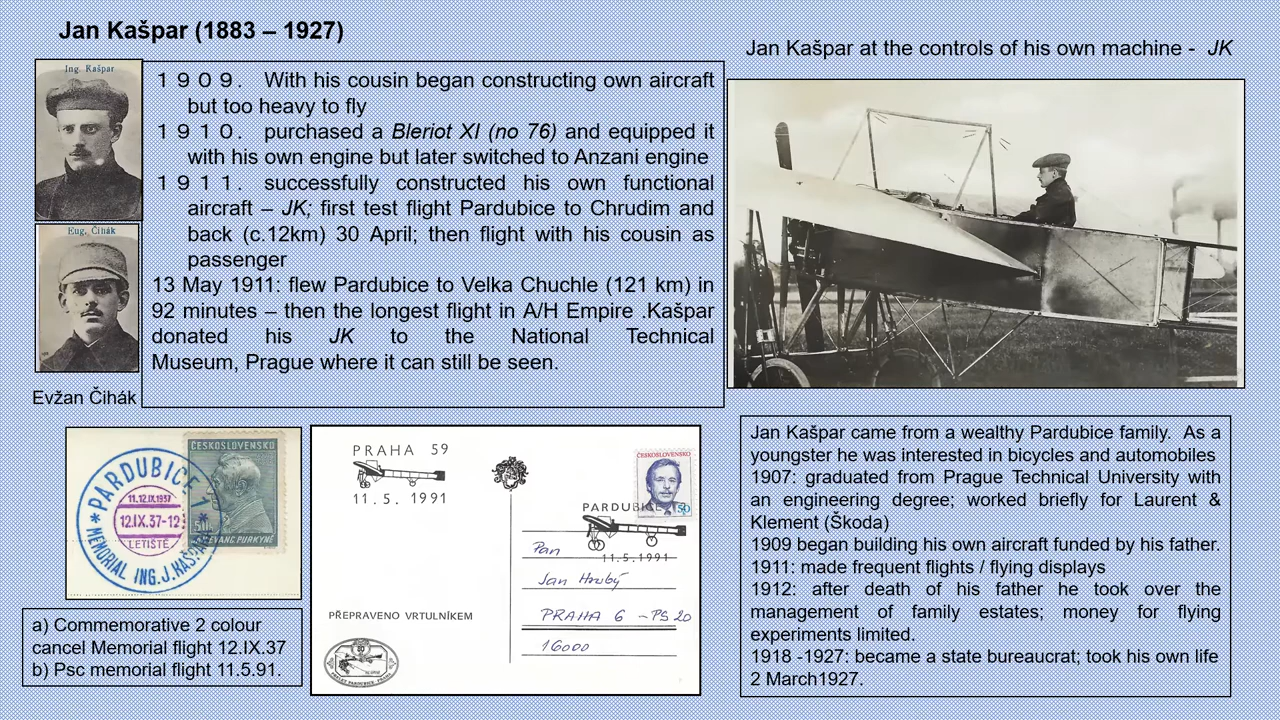 Jan Kašpar (1883 – 1927)
Jan Kašpar at the controls of his own machine - JK
Ing. Kašpar
Eug. Čihák
Evžan Čihák
1909. With his cousin began constructing own aircraft
but too heavy to fly
1910. purchased a Bleriot XI (no 76) and equipped it
with his own engine but later switched to Anzani engine
1911. successfully constructed his own functional
aircraft – JK; first test flight Pardubice to Chrudim and
back (c.12km) 30 April; then flight with his cousin as
passenger
13 May 1911: flew Pardubice to Velka Chuchle (121 km) in
92 minutes – then the longest flight in A/H Empire .Kašpar
donated his JK to the National Technical
Museum, Prague where it can still be seen.
ČESKOSLOVENSKO
PARDUBICE
11.12.IX.1937
12.IX.37-12
LETIŠTĚ
MEMORIAL ING.J.KAŠ
PURKYNĚ
a) Commemorative 2 colour
cancel Memorial flight 12.IX.37
b) Psc memorial flight 11.5.91.
PRAHA 59
11.5.1991
ČESKOSLOVENSKO
PARDUBICE
50
11.5.1991
Pan
Jan Hrubý
PRAHA 6 - PS 20
16000
PŘEPRAVENO VRTULNÍKEM
Jan Kašpar came from a wealthy Pardubice family. As a
youngster he was interested in bicycles and automobiles
1907: graduated from Prague Technical University with
an engineering degree; worked briefly for Laurent &
Klement (Škoda)
1909 began building his own aircraft funded by his father.
1911: made frequent flights / flying displays
1912: after death of his father he took over the
management of family estates; money for flying
experiments limited.
1918 -1927: became a state bureaucrat: took his own life
2 March1927.